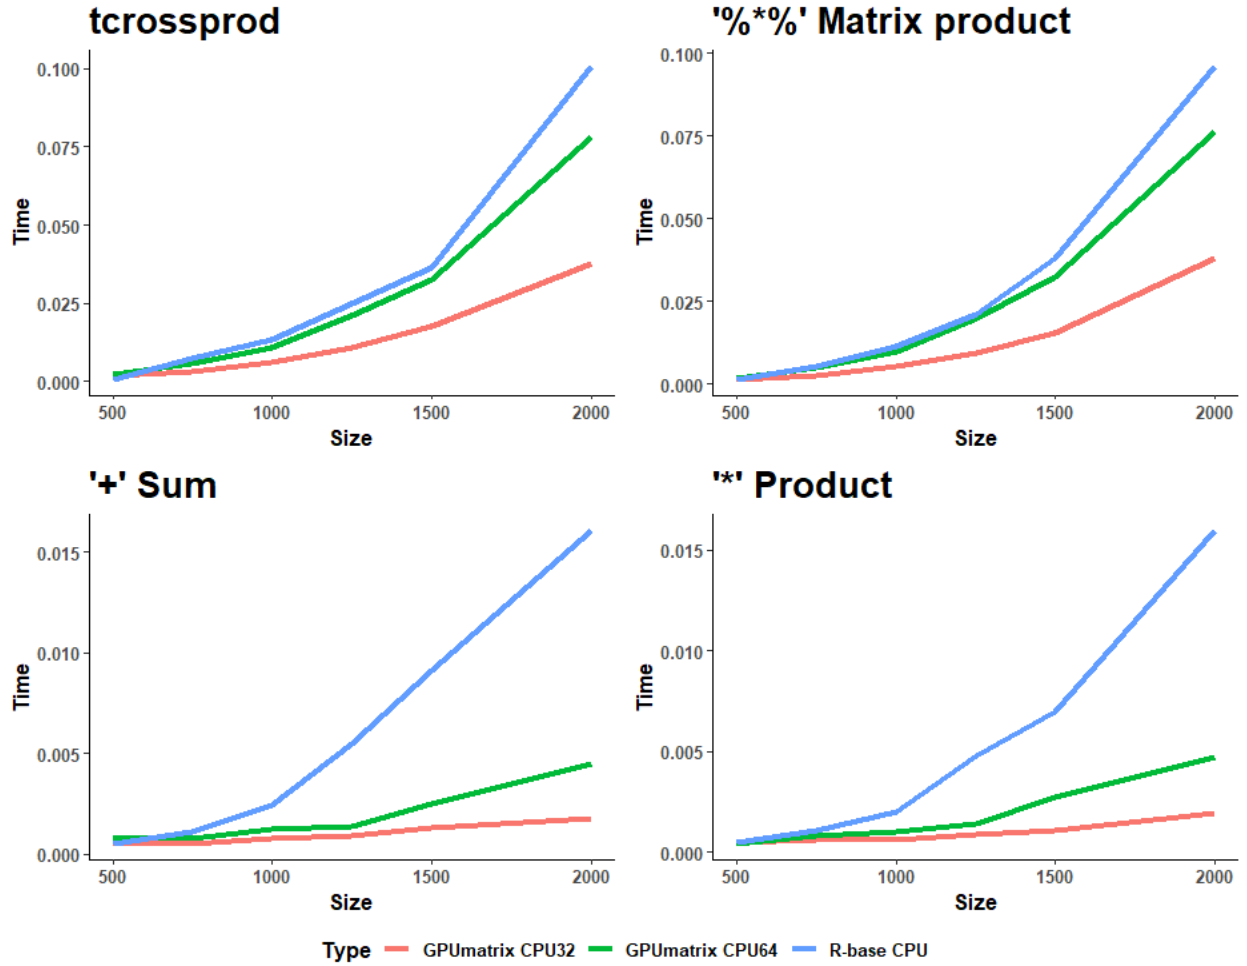 tcrossprod
0.100
0.075
0.050
0.025
0.000
Time
500 1000 1500 2000
Size
'%*%' Matrix product
0.100
0.075
0.050
0.025
0.000
Time
500 1000 1500 2000
Size
'+' Sum
0.015
0.010
0.005
0.000
Time
500 1000 1500 2000
Size
'*' Product
0.015
0.010
0.005
0.000
Time
500 1000 1500 2000
Size
Type GPUmatrix CPU32 GPUmatrix CPU64 R-base CPU